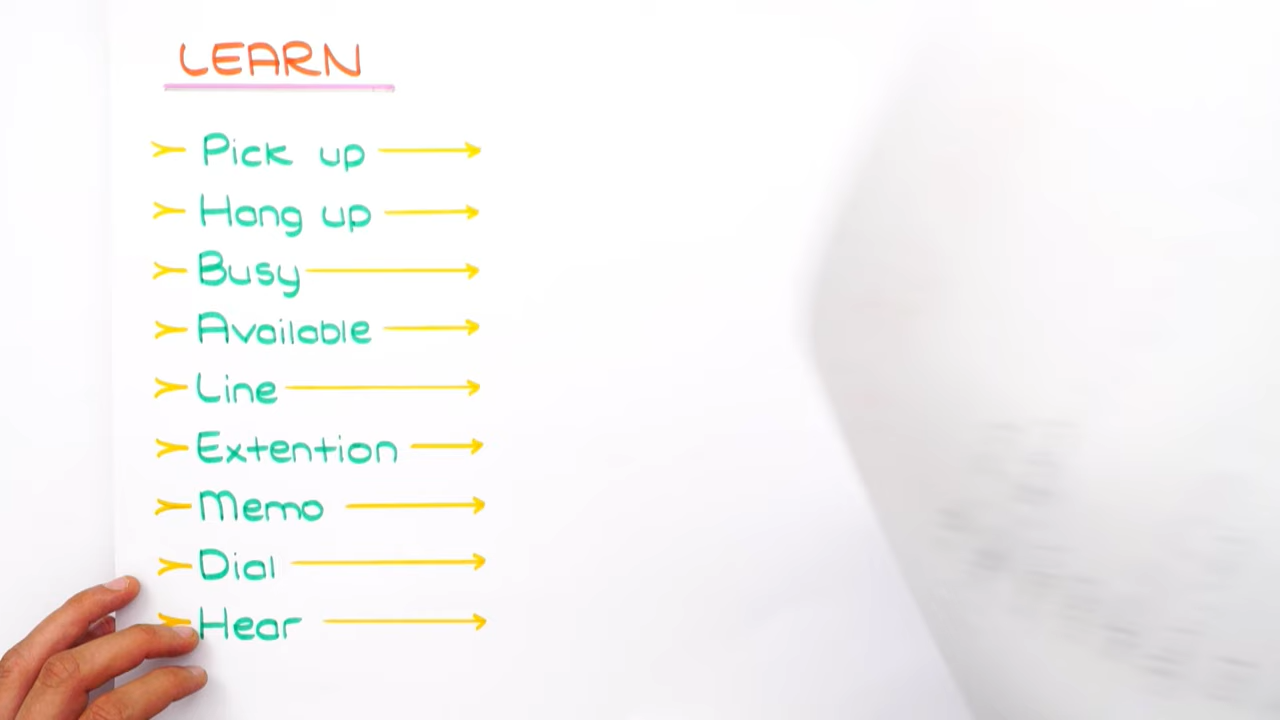 LEARN
Pick up
Hang up
Busy
Available
Line
Extention
Memo
Dial
Hear